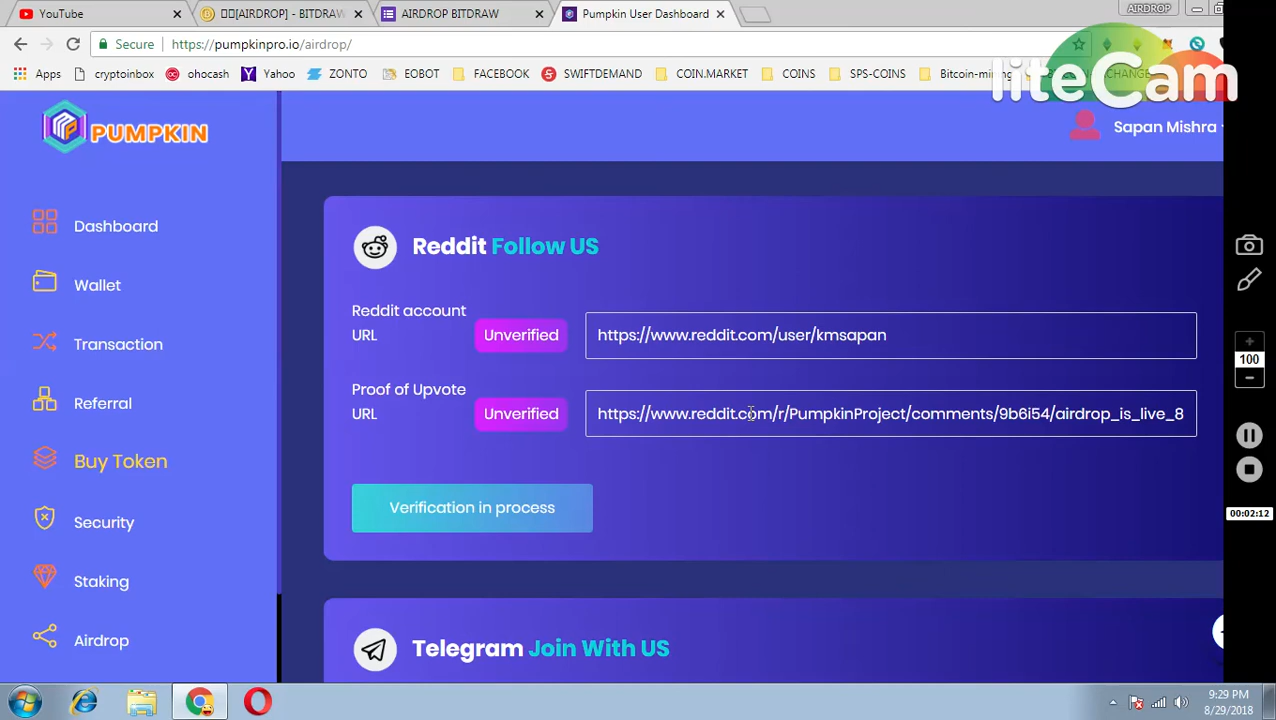 YouTube
[AIRDROP] - BITDRAW
AIRDROP BITDRAW
Pumpkin User Dashboard
AIRDROP
Secure
https://pumpkinpro.io/airdrop/
Apps
cryptoinbox
ohocash
Yahoo
ZONTO
EOBOT
FACEBOOK
SWIFTDEMAND
COIN.MARKET
COINS
SPS-COINS
liteCam
PUMPKIN
Sapan Mishra
Dashboard
Wallet
Transaction
Referral
Buy Token
Security
Staking
Airdrop
Reddit Follow US
Reddit account
URL
Unverified
https://www.reddit.com/user/kmsapan
Proof of Upvote
URL
Unverified
https://www.reddit.com/r/PumpkinProject/comments/9b6i54/airdrop_is_live_8
Verification in process
Telegram Join With US
100
00:02:12
9:29 PM
8/29/2018